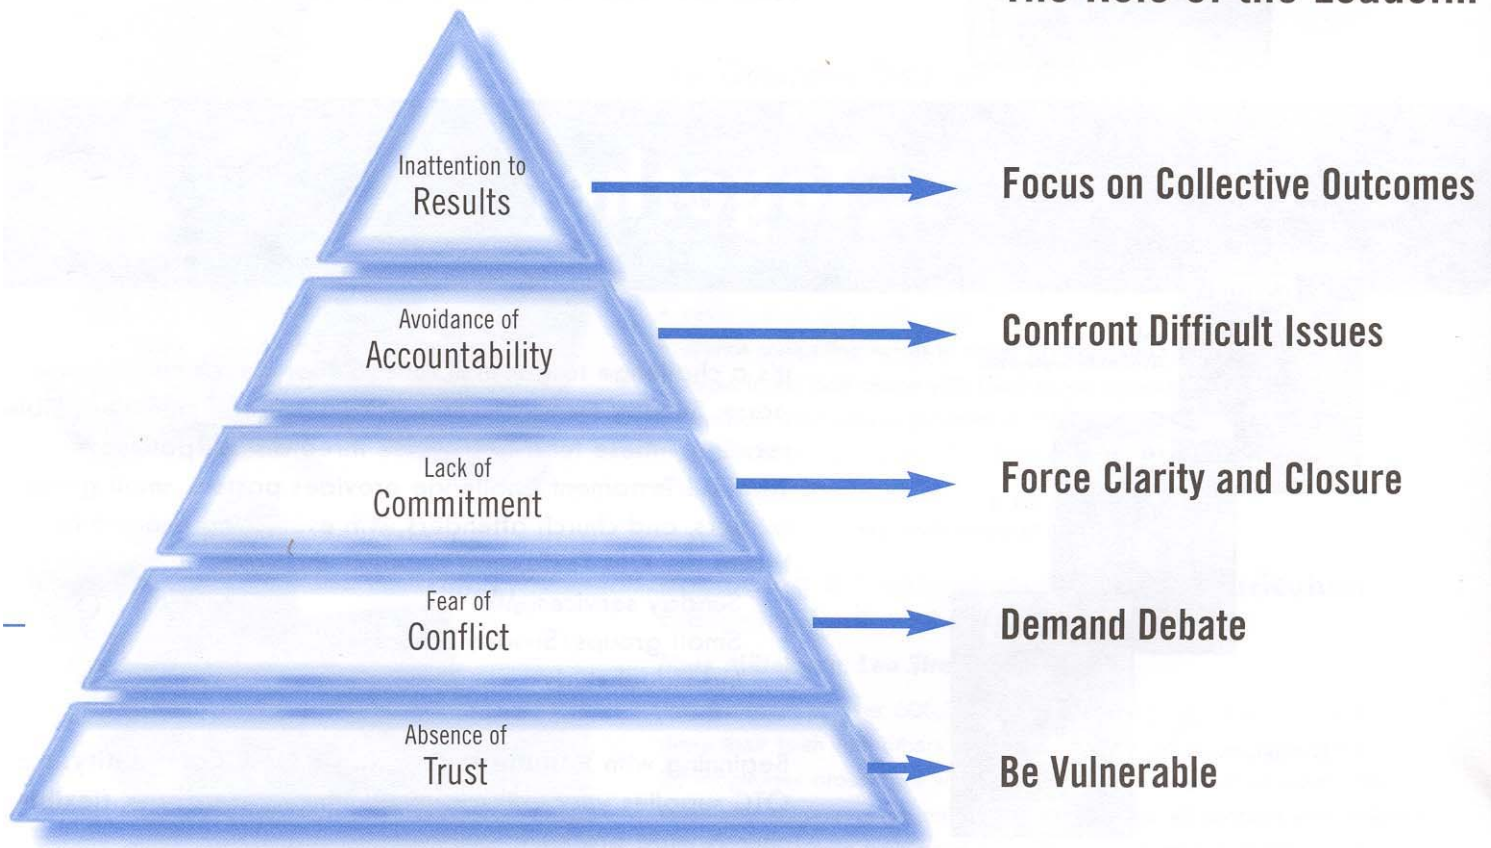 The Role of the Leader...
Inattention to
Results
Focus on Collective Outcomes
Avoidance of
Accountability
Confront Difficult Issues
Lack of
Commitment
Force Clarity and Closure
Fear of
Conflict
Demand Debate
Absence of
Trust
Be Vulnerable